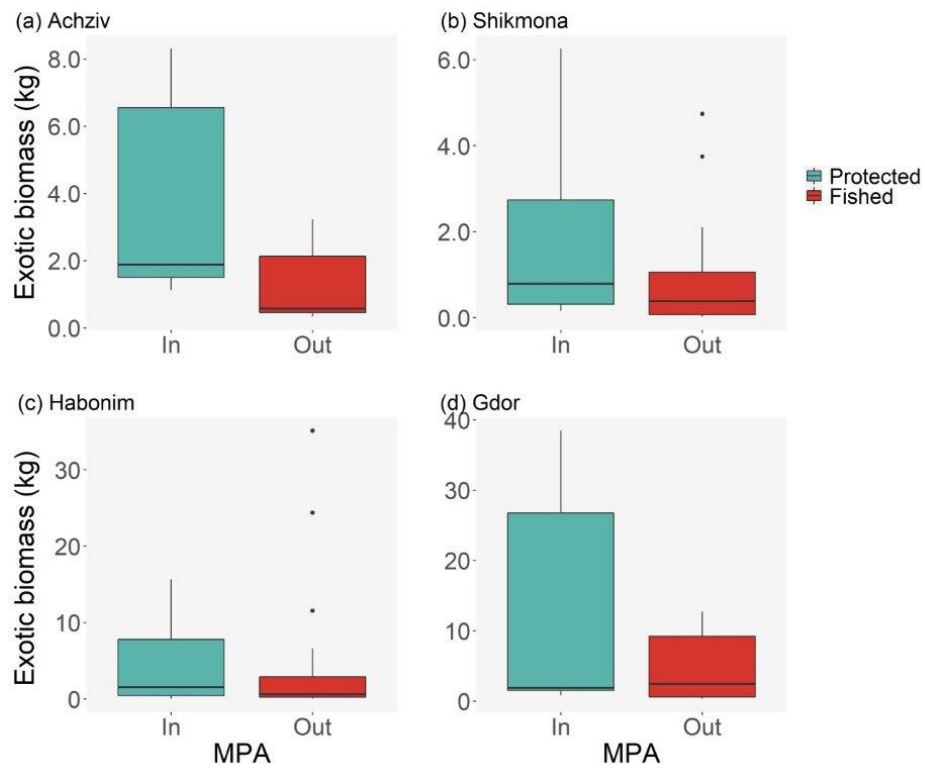 (a) Achziv
(b) Shikmona
Exotic biomass (kg)
8.0
6.0
4.0
2.0
0.0
In
Out
6.0
4.0
2.0
0.0
In
Out
Protected
Fished
(c) Habonim
(d) Gdor
Exotic biomass (kg)
30
20
10
0
In
Out
MPA
40
30
20
10
0
In
Out
MPA